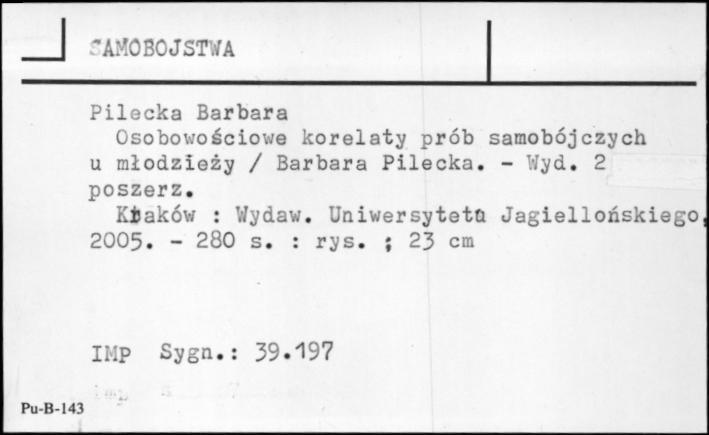 SAMOBOJSTWA
Pilecka Barbara
Osobowościowe korelaty prób samobójczych
u młodzieży / Barbara Pilecka. - Wyd. 2
poszerz.
Kraków : Wydaw. Uniwersytetu Jagiellońskiego,
2005. - 280 s. : rys. ; 23 cm
IMP Sygn.: 39.197
Pu-B-143